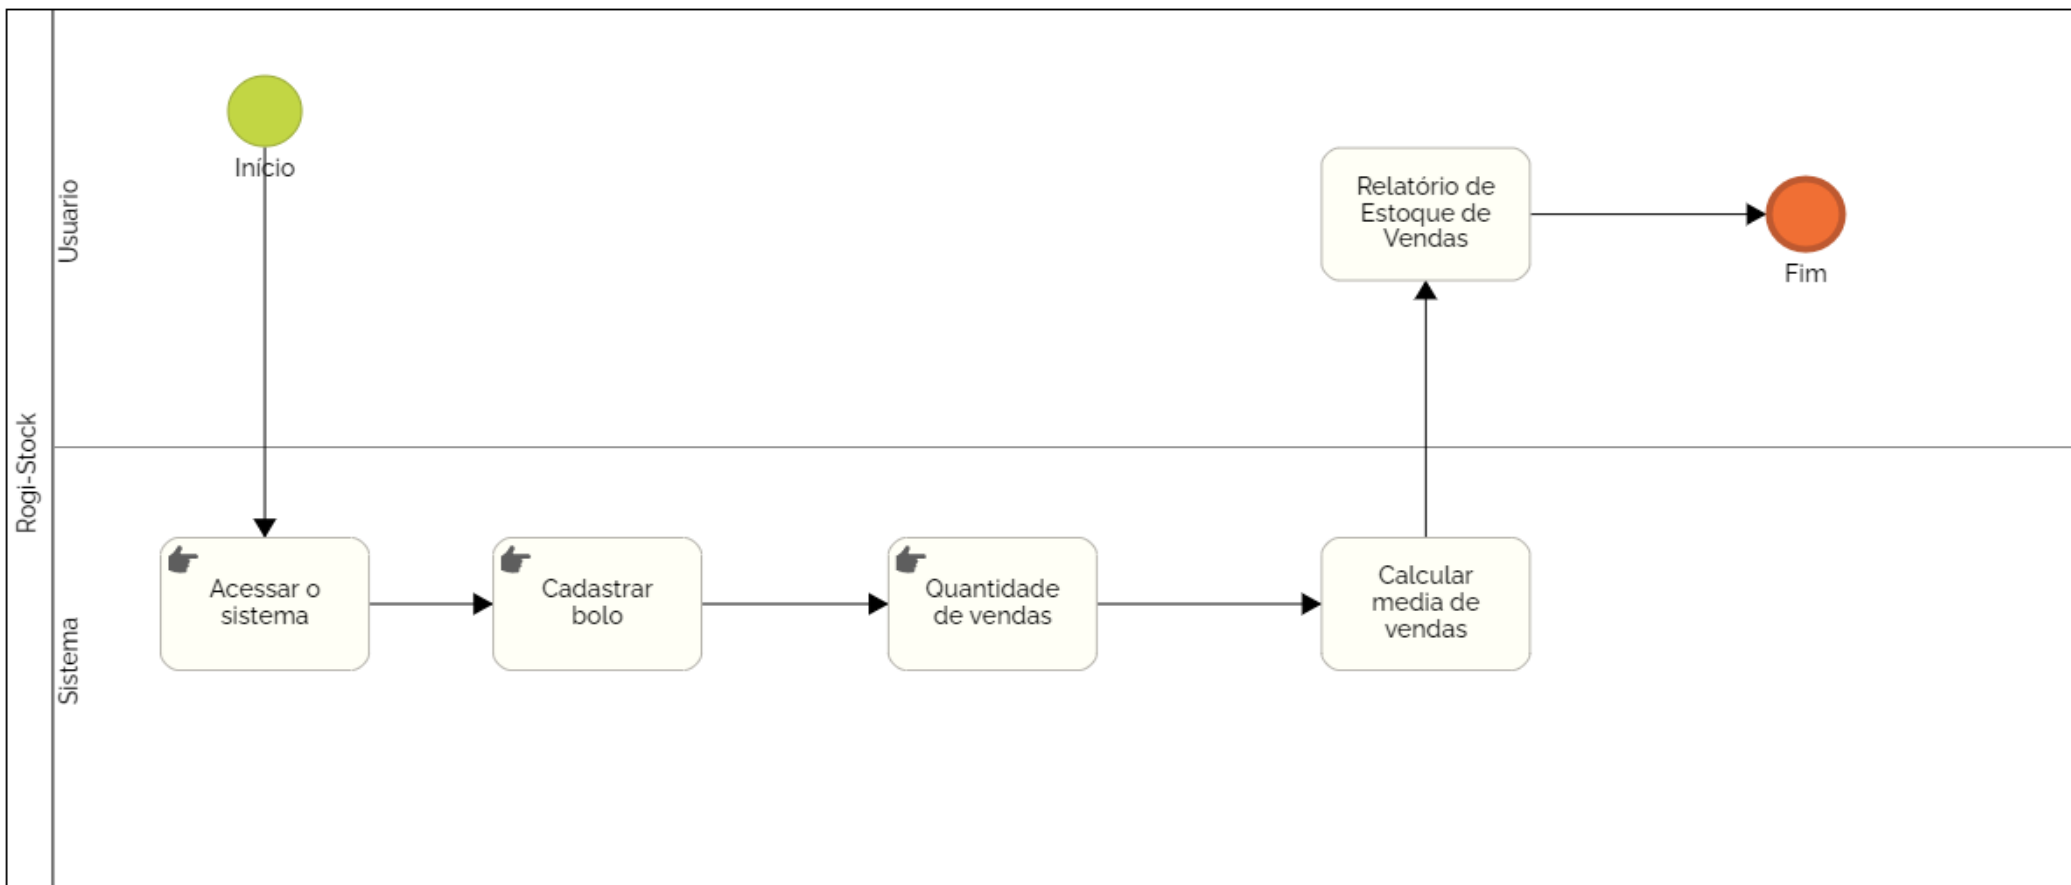 Rogi-Stock
Usuario
Início
Relatório de
Estoque de
Vendas
Fim
Sistema
Acessar o
sistema
Cadastrar
bolo
Quantidade
de vendas
Calcular
media de
vendas